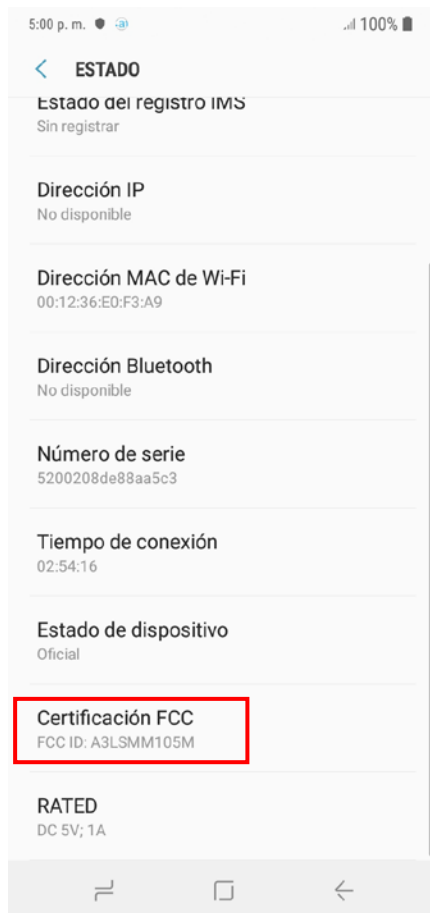 5:00 p. m. 100%
ESTADO
Estado del registro IMS
Sin registrar
Dirección IP
No disponible
Dirección MAC de Wi-Fi
00:12:36:E0:F3:A9
Dirección Bluetooth
No disponible
Número de serie
5200208de88aa5c3
Tiempo de conexión
02:54:16
Estado de dispositivo
Oficial
Certificación FCC
FCC ID: A3LSMM105M
RATED
DC 5V; 1A